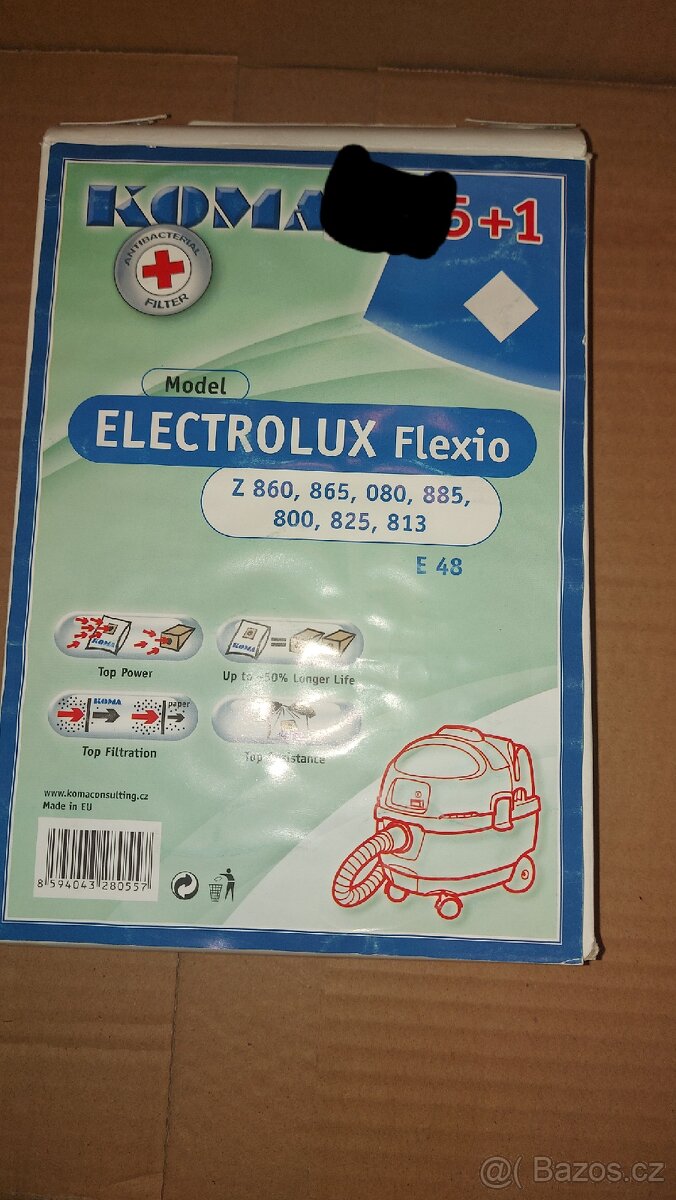 KOMA
5+1
ANTIBACTERIAL
FILTER
Model
ELECTROLUX Flexio
Z 860, 865, 080, 885,
800, 825, 813
E 48
KOMA
KOMA
Top Power
Up to +50% Longer Life
KOMA
paper
Top Filtration
Top
www.komaconsulting.cz
Made in EU
8 594043 280557
@( Bazos.cz